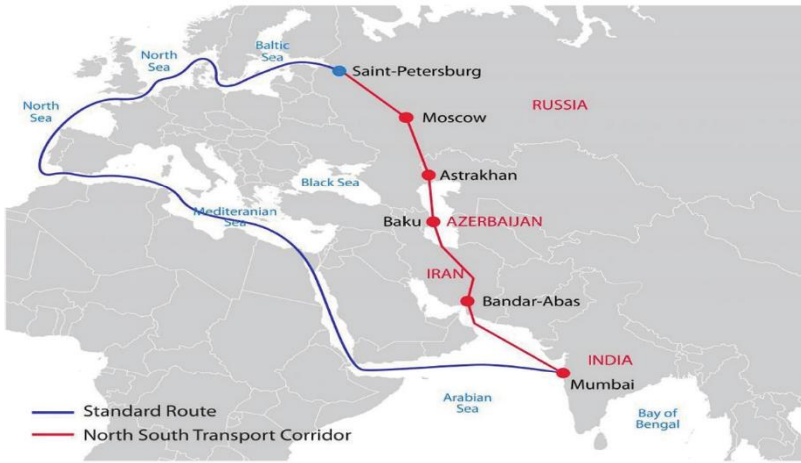 North
Sea
Baltic
Sea
Saint-Petersburg
North
Sea
Moscow
RUSSIA
Astrakhan
Black Sea
Mediteranian
Sea
Baku
AZERBAIJAN
IRAN
Bandar-Abas
INDIA
Mumbai
Arabian
Sea
Bay of
Bengal
Standard Route
North South Transport Corridor